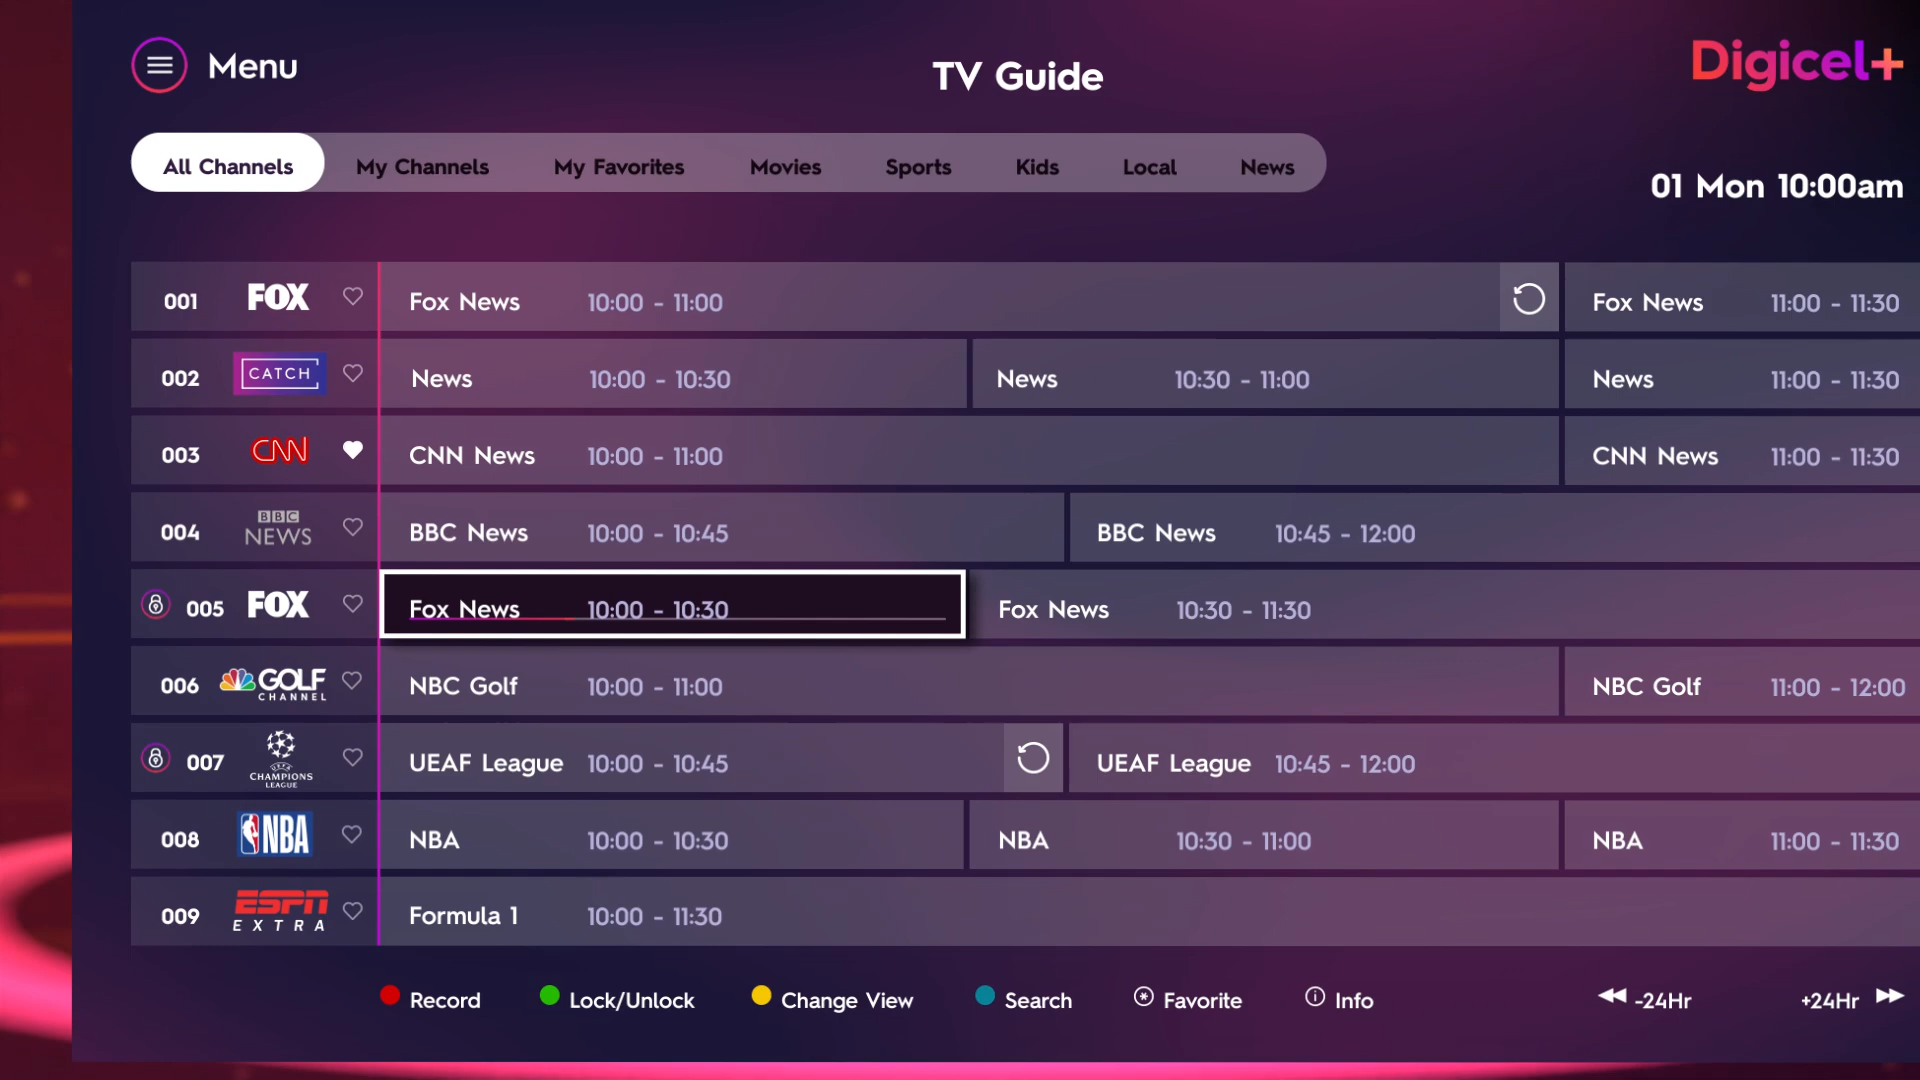 Menu
TV Guide
Digicel+
All Channels My Channels My Favorites Movies Sports Kids Local News
01 Mon 10:00am
001 FOX Fox News 10:00 - 11:00 Fox News 11:00 - 11:30
002 CATCH News 10:00 - 10:30 News 10:30 - 11:00 News 11:00 - 11:30
003 CNN CNN News 10:00 - 11:00 CNN News 11:00 - 11:30
004 BBC NEWS BBC News 10:00 - 10:45 BBC News 10:45 - 12:00
005 FOX Fox News 10:00 - 10:30 Fox News 10:30 - 11:30
006 GOLF CHANNEL NBC Golf 10:00 - 11:00 NBC Golf 11:00 - 12:00
007 UEFA CHAMPIONS LEAGUE UEAF League 10:00 - 10:45 UEAF League 10:45 - 12:00
008 NBA NBA 10:00 - 10:30 NBA 10:30 - 11:00 NBA 11:00 - 11:30
009 ESPN EXTRA Formula 1 10:00 - 11:30
Record Lock/Unlock Change View Search Favorite Info -24Hr +24Hr